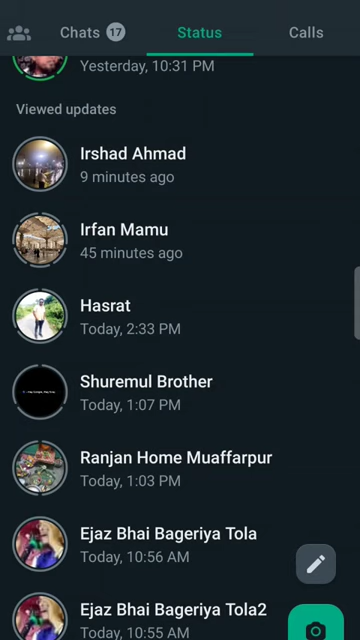 Chats 17 Status Calls
Yesterday, 10:31 PM
Viewed updates
Irshad Ahmad
9 minutes ago
Irfan Mamu
45 minutes ago
Hasrat
Today, 2:33 PM
Shuremul Brother
Today, 1:07 PM
Ranjan Home Muaffarpur
Today, 1:03 PM
Ejaz Bhai Bageriya Tola
Today, 10:56 AM
Ejaz Bhai Bageriya Tola2
Today, 10:55 AM